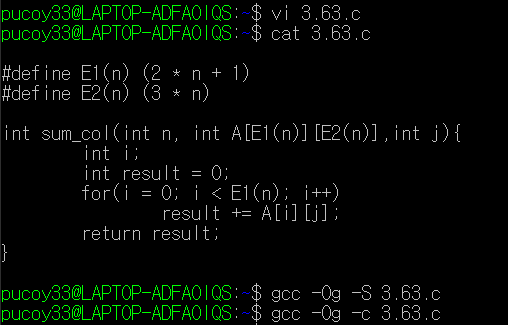 pucoy33@LAPTOP-ADFAOIQS:~$ vi 3.63.c
pucoy33@LAPTOP-ADFAOIQS:~$ cat 3.63.c
#define E1(n) (2 * n + 1)
#define E2(n) (3 * n)
int sum_col(int n, int A[E1(n)][E2(n)],int j){
int i;
int result = 0;
for(i = 0; i < E1(n); i++)
result += A[i][j];
return result;
}
pucoy33@LAPTOP-ADFAOIQS:~$ gcc -Og -S 3.63.c
pucoy33@LAPTOP-ADFAOIQS:~$ gcc -Og -c 3.63.c